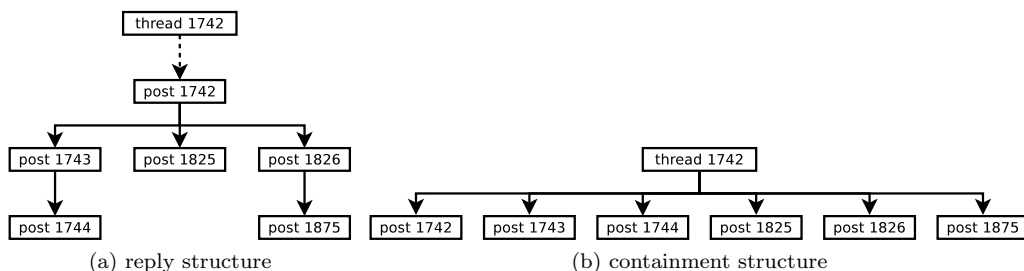 thread 1742
post 1742
post 1743 post 1825 post 1826
post 1744 post 1875
(a) reply structure
thread 1742
post 1742 post 1743 post 1744 post 1825 post 1826 post 1875
(b) containment structure